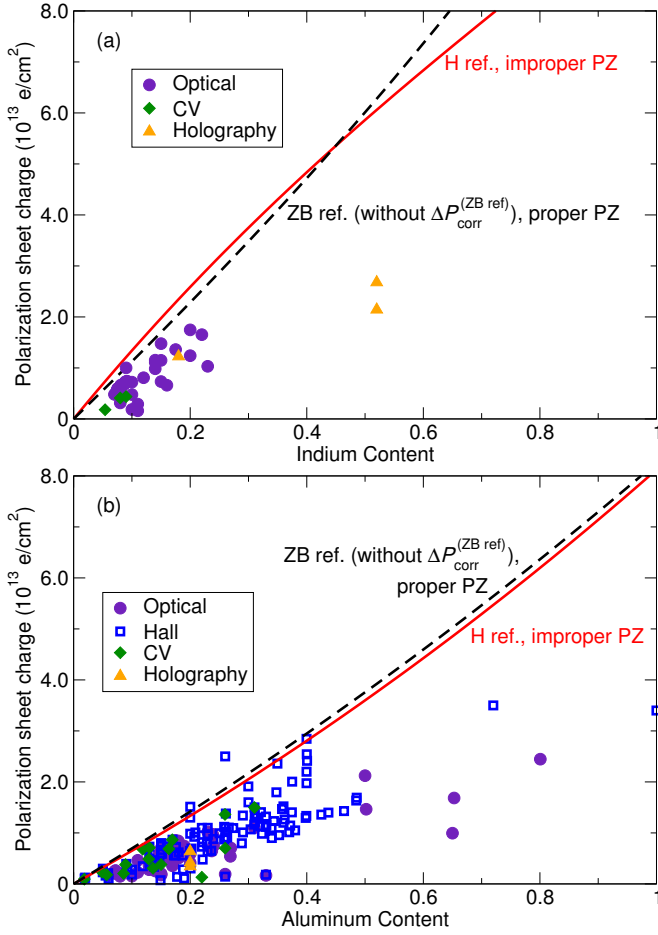 8.0
6.0
4.0
2.0
0
Polarization sheet charge (10^13 e/cm^2)
(a)
Optical
CV
Holography
H ref., improper PZ
ZB ref. (without ΔP_corr^(ZB ref)), proper PZ
0 0.2 0.4 0.6 0.8 1
Indium Content
8.0
6.0
4.0
2.0
0
Polarization sheet charge (10^13 e/cm^2)
(b)
Optical
Hall
CV
Holography
ZB ref. (without ΔP_corr^(ZB ref)),
proper PZ
H ref., improper PZ
0 0.2 0.4 0.6 0.8 1
Aluminum Content